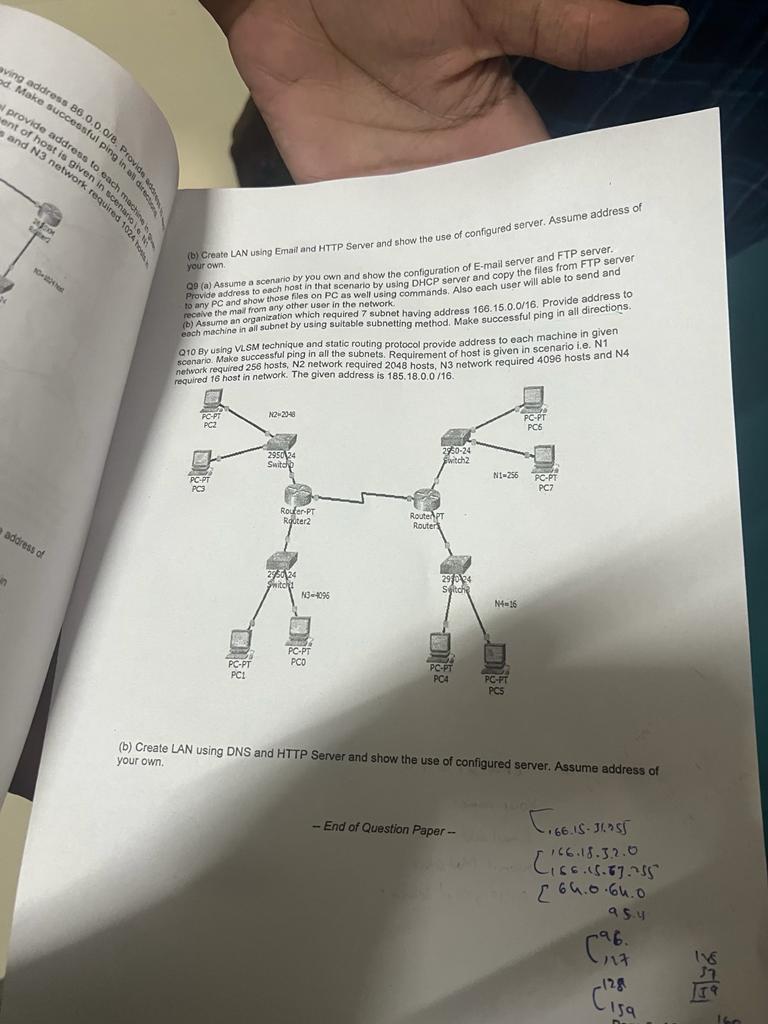 aving address 86.0.0.0/8. Provide address
od. Make successful ping in all directions.
provide address to each machine in given
ent of host is given in scenario i.e. N1
s and N3 network required 1024 hosts
address of
in
(b) Create LAN using Email and HTTP Server and show the use of configured server. Assume address of
your own.
Q9 (a) Assume a scenario by you own and show the configuration of E-mail server and FTP server.
Provide address to each host in that scenario by using DHCP server and copy the files from FTP server
to any PC and show those files on PC as well using commands. Also each user will able to send and
receive the mail from any other user in the network.
(b) Assume an organization which required 7 subnet having address 166.15.0.0/16. Provide address to
each machine in all subnet by using suitable subnetting method. Make successful ping in all directions.
Q10 By using VLSM technique and static routing protocol provide address to each machine in given
scenario. Make successful ping in all the subnets. Requirement of host is given in scenario i.e. N1
network required 256 hosts, N2 network required 2048 hosts, N3 network required 4096 hosts and N4
required 16 host in network. The given address is 185.18.0.0 /16.
PC-PT
PC2
N2=2048
PC-PT
PC6
2950-24
Switch0
2950-24
Switch2
PC-PT
PC3
N1=256
PC-PT
PC7
Router-PT
Router2
Router-PT
2950-24
Switch1
N3=4096
2950-24
Switch3
N4=16
PC-PT
PC1
PC-PT
PC0
PC-PT
PC4
PC-PT
PC5
(b) Create LAN using DNS and HTTP Server and show the use of configured server. Assume address of
your own.
-- End of Question Paper --
166.15.31.255
166.15.32.0
166.15.63.255
64.0.64.0
95.4
96.
127
128
159